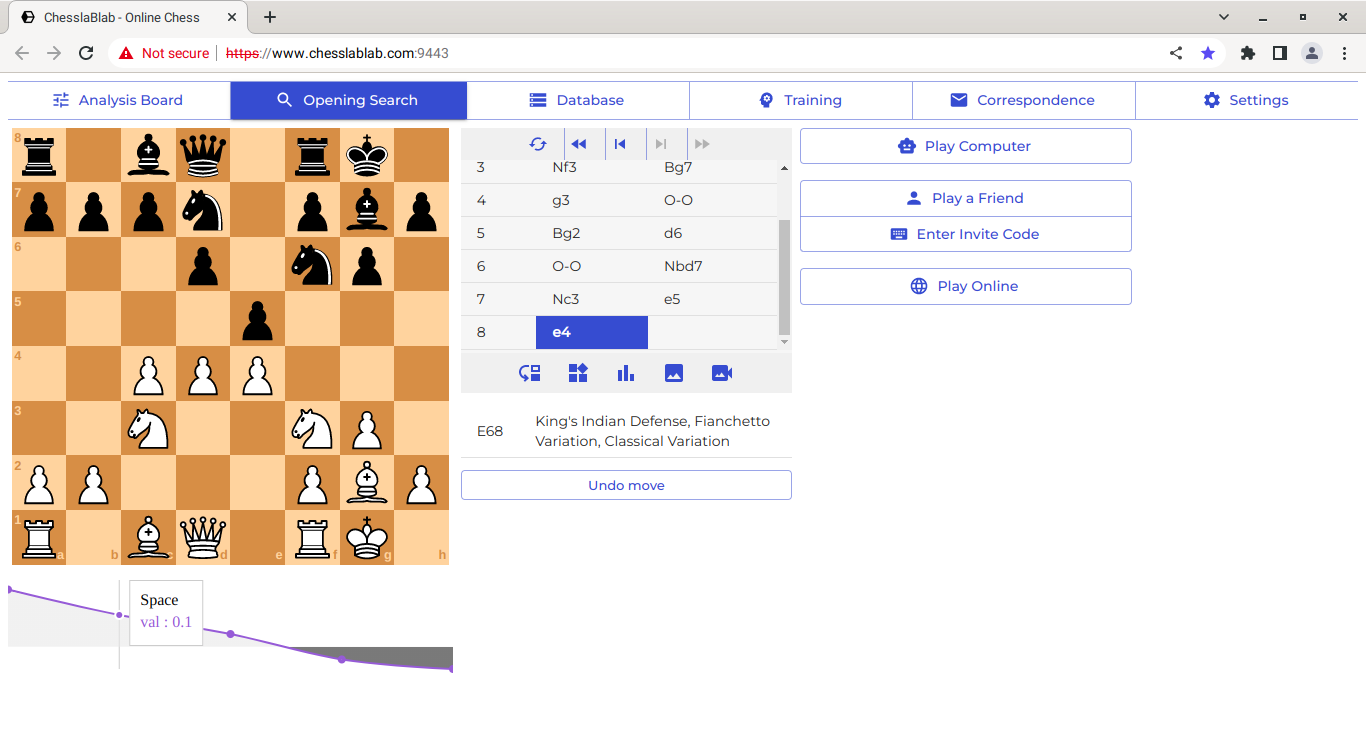 ChesslaBlab - Online Chess
Not secure https://www.chesslablab.com:9443
Analysis Board Opening Search Database Training Correspondence Settings
8
7
6
5
4
3
2
1
a b c d e f g h
3 Nf3 Bg7
4 g3 O-O
5 Bg2 d6
6 O-O Nbd7
7 Nc3 e5
8 e4
E68 King's Indian Defense, Fianchetto
Variation, Classical Variation
Undo move
Play Computer
Play a Friend
Enter Invite Code
Play Online
Space
val : 0.1